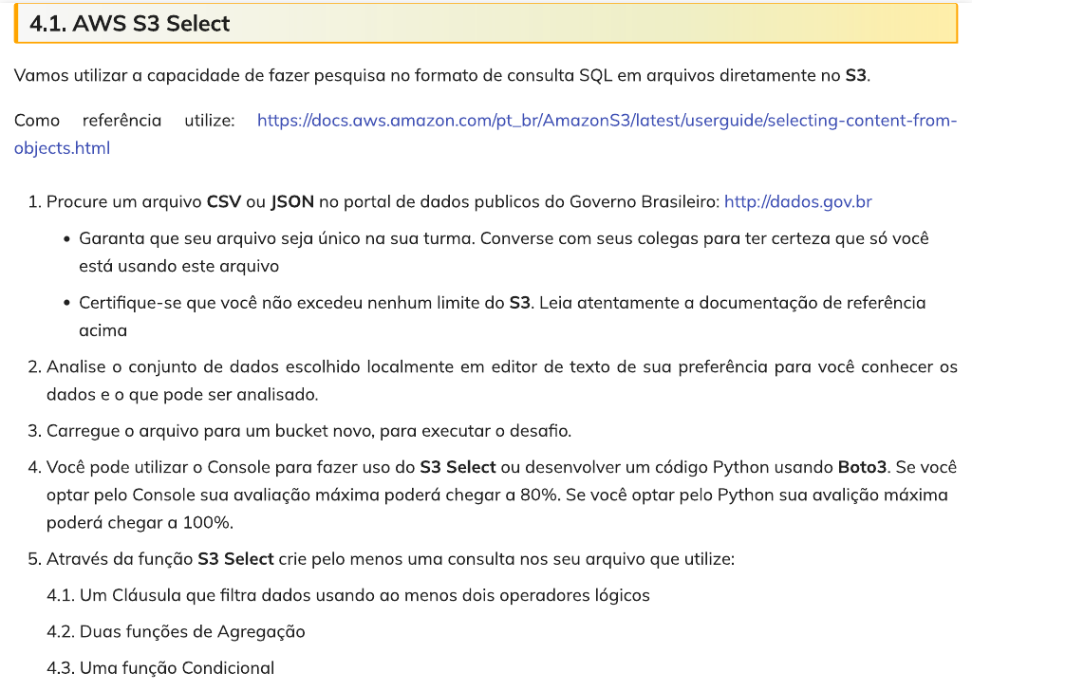 4.1. AWS S3 Select
Vamos utilizar a capacidade de fazer pesquisa no formato de consulta SQL em arquivos diretamente no S3.
Como referência utilize: https://docs.aws.amazon.com/pt_br/AmazonS3/latest/userguide/selecting-content-from-
objects.html
1. Procure um arquivo CSV ou JSON no portal de dados publicos do Governo Brasileiro: http://dados.gov.br
• Garanta que seu arquivo seja único na sua turma. Converse com seus colegas para ter certeza que só você
está usando este arquivo
• Certifique-se que você não excedeu nenhum limite do S3. Leia atentamente a documentação de referência
acima
2. Analise o conjunto de dados escolhido localmente em editor de texto de sua preferência para você conhecer os
dados e o que pode ser analisado.
3. Carregue o arquivo para um bucket novo, para executar o desafio.
4. Você pode utilizar o Console para fazer uso do S3 Select ou desenvolver um código Python usando Boto3. Se você
optar pelo Console sua avaliação máxima poderá chegar a 80%. Se você optar pelo Python sua avalição máxima
poderá chegar a 100%.
5. Através da função S3 Select crie pelo menos uma consulta nos seu arquivo que utilize:
4.1. Um Cláusula que filtra dados usando ao menos dois operadores lógicos
4.2. Duas funções de Agregação
4.3. Uma função Condicional